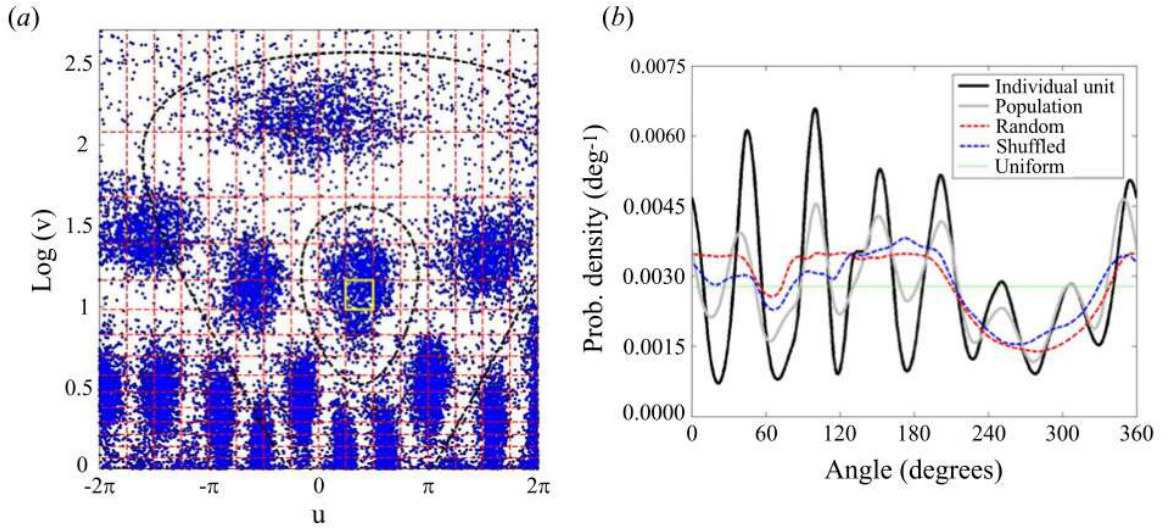 (a)
2.5
2
1.5
1
0.5
0
Log (v)
-2π
-π
0
π
2π
u
(b)
0.0075
0.0060
0.0045
0.0030
0.0015
0.0000
Prob. density (deg-1)
Individual unit
Population
Random
Shuffled
Uniform
0
60
120
180
240
300
360
Angle (degrees)